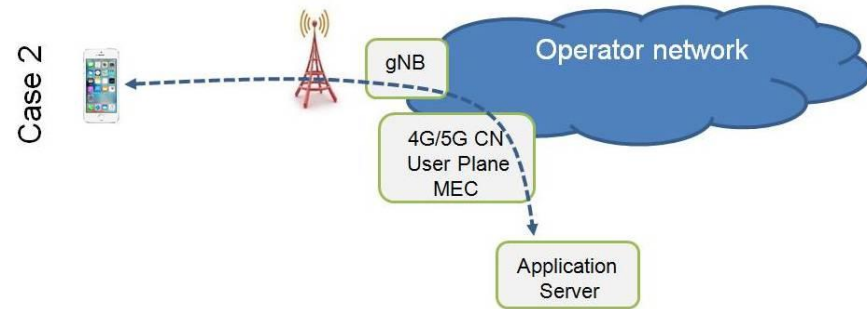 Case 2
gNB
Operator network
4G/5G CN
User Plane
MEC
Application
Server